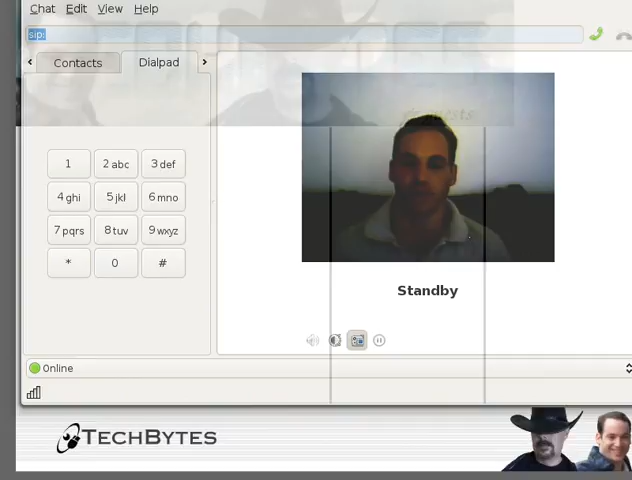 Chat Edit View Help
sip:
Contacts Dialpad
1 2 abc 3 def
4 ghi 5 jkl 6 mno
7 pqrs 8 tuv 9 wxyz
* 0 #
Standby
Online
TECHBYTES